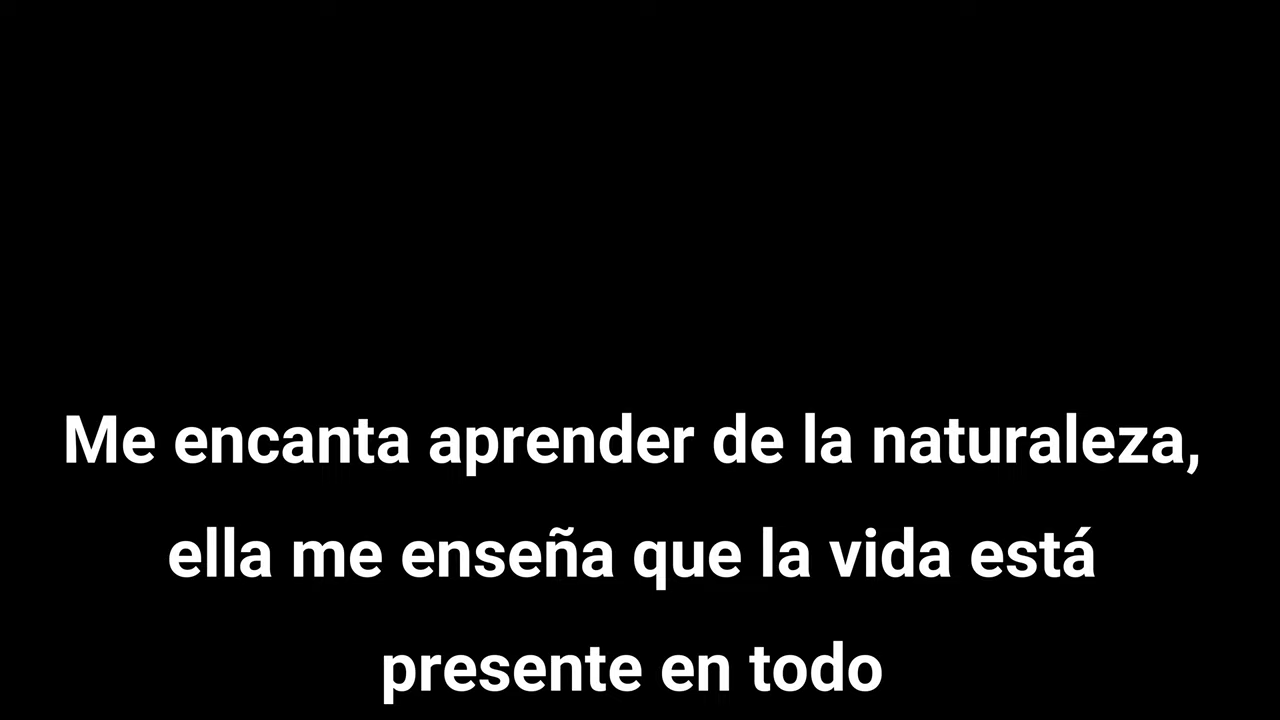 Me encanta aprender de la naturaleza,
ella me enseña que la vida está
presente en todo